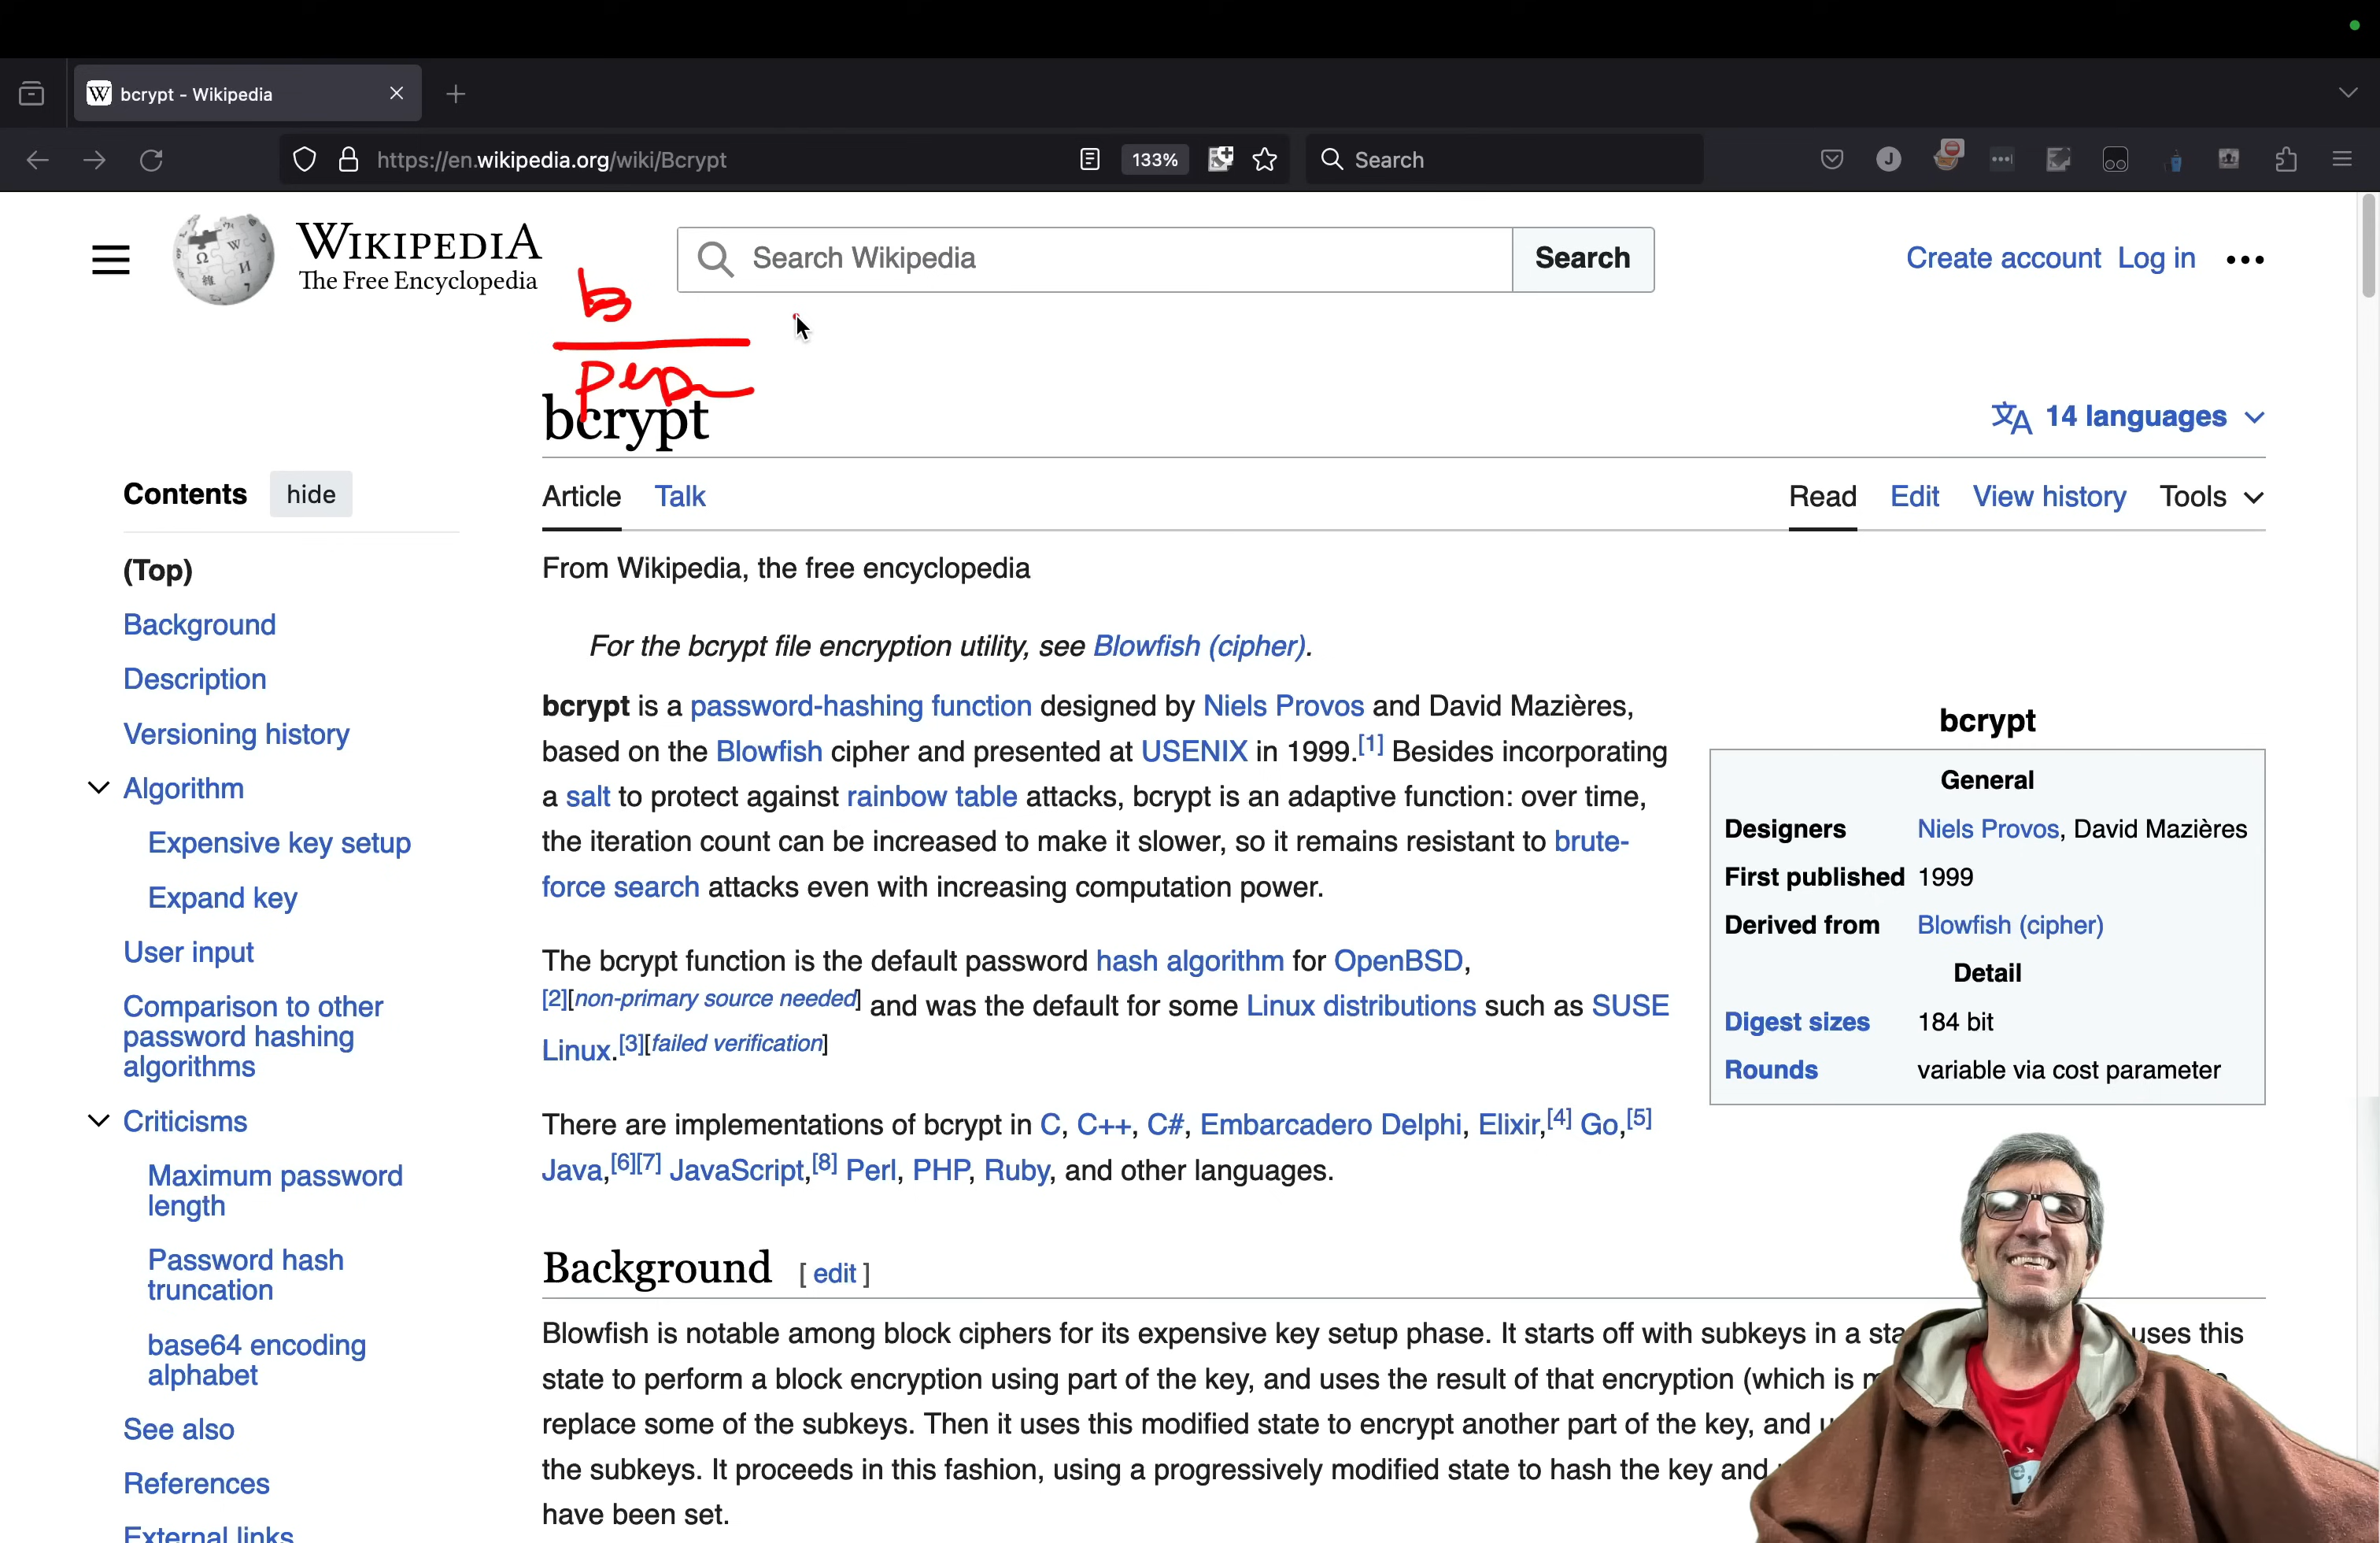 bcrypt - Wikipedia
https://en.wikipedia.org/wiki/Bcrypt
133%
Search
J
WIKIPEDIA
The Free Encyclopedia
Search Wikipedia
Search
Create account Log in
b
bcrypt
14 languages
Contents hide
Article Talk
Read Edit View history Tools
(Top)
Background
Description
Versioning history
Algorithm
Expensive key setup
Expand key
User input
Comparison to other
password hashing
algorithms
Criticisms
Maximum password
length
Password hash
truncation
base64 encoding
alphabet
See also
References
External links
From Wikipedia, the free encyclopedia
For the bcrypt file encryption utility, see Blowfish (cipher).
bcrypt is a password-hashing function designed by Niels Provos and David Mazières,
based on the Blowfish cipher and presented at USENIX in 1999.[1] Besides incorporating
a salt to protect against rainbow table attacks, bcrypt is an adaptive function: over time,
the iteration count can be increased to make it slower, so it remains resistant to brute-
force search attacks even with increasing computation power.
The bcrypt function is the default password hash algorithm for OpenBSD,
[2][non-primary source needed] and was the default for some Linux distributions such as SUSE
Linux.[3][failed verification]
There are implementations of bcrypt in C, C++, C#, Embarcadero Delphi, Elixir,[4] Go,[5]
Java,[6][7] JavaScript,[8] Perl, PHP, Ruby, and other languages.
bcrypt
General
Designers Niels Provos, David Mazières
First published 1999
Derived from Blowfish (cipher)
Detail
Digest sizes 184 bit
Rounds variable via cost parameter
Background [ edit ]
Blowfish is notable among block ciphers for its expensive key setup phase. It starts off with subkeys in a uses this
state to perform a block encryption using part of the key, and uses the result of that encryption (which is
replace some of the subkeys. Then it uses this modified state to encrypt another part of the key, and
the subkeys. It proceeds in this fashion, using a progressively modified state to hash the key and
have been set.